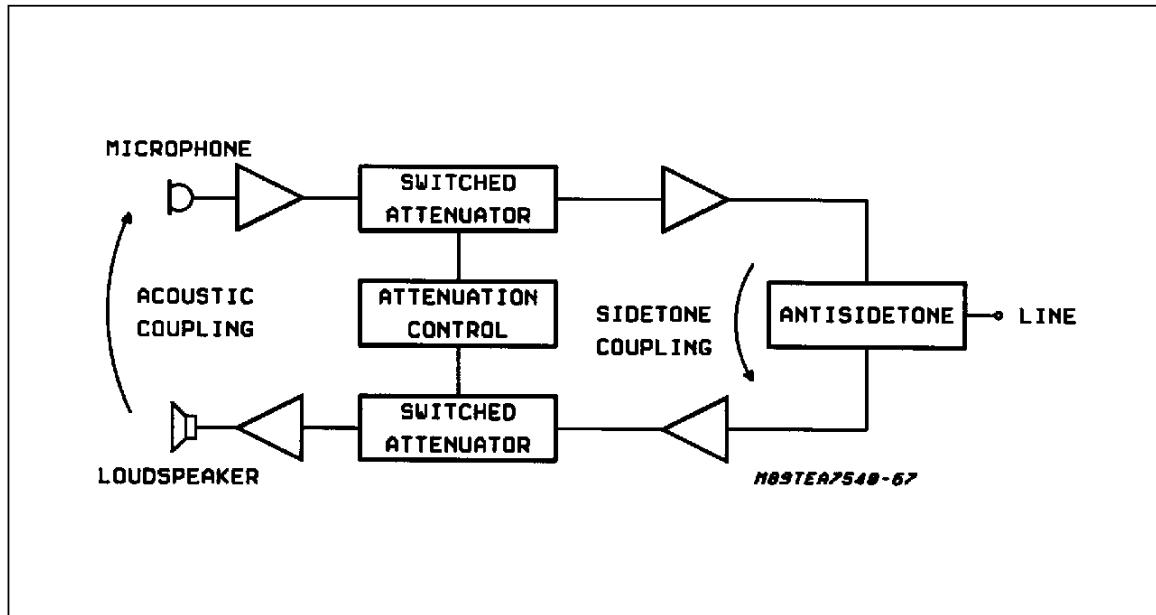 MICROPHONE
SWITCHED
ATTENUATOR
ACOUSTIC
COUPLING
ATTENUATION
CONTROL
SIDETONE
COUPLING
ANTISIDETONE
LINE
SWITCHED
ATTENUATOR
LOUDSPEAKER
M89TEA7540-67